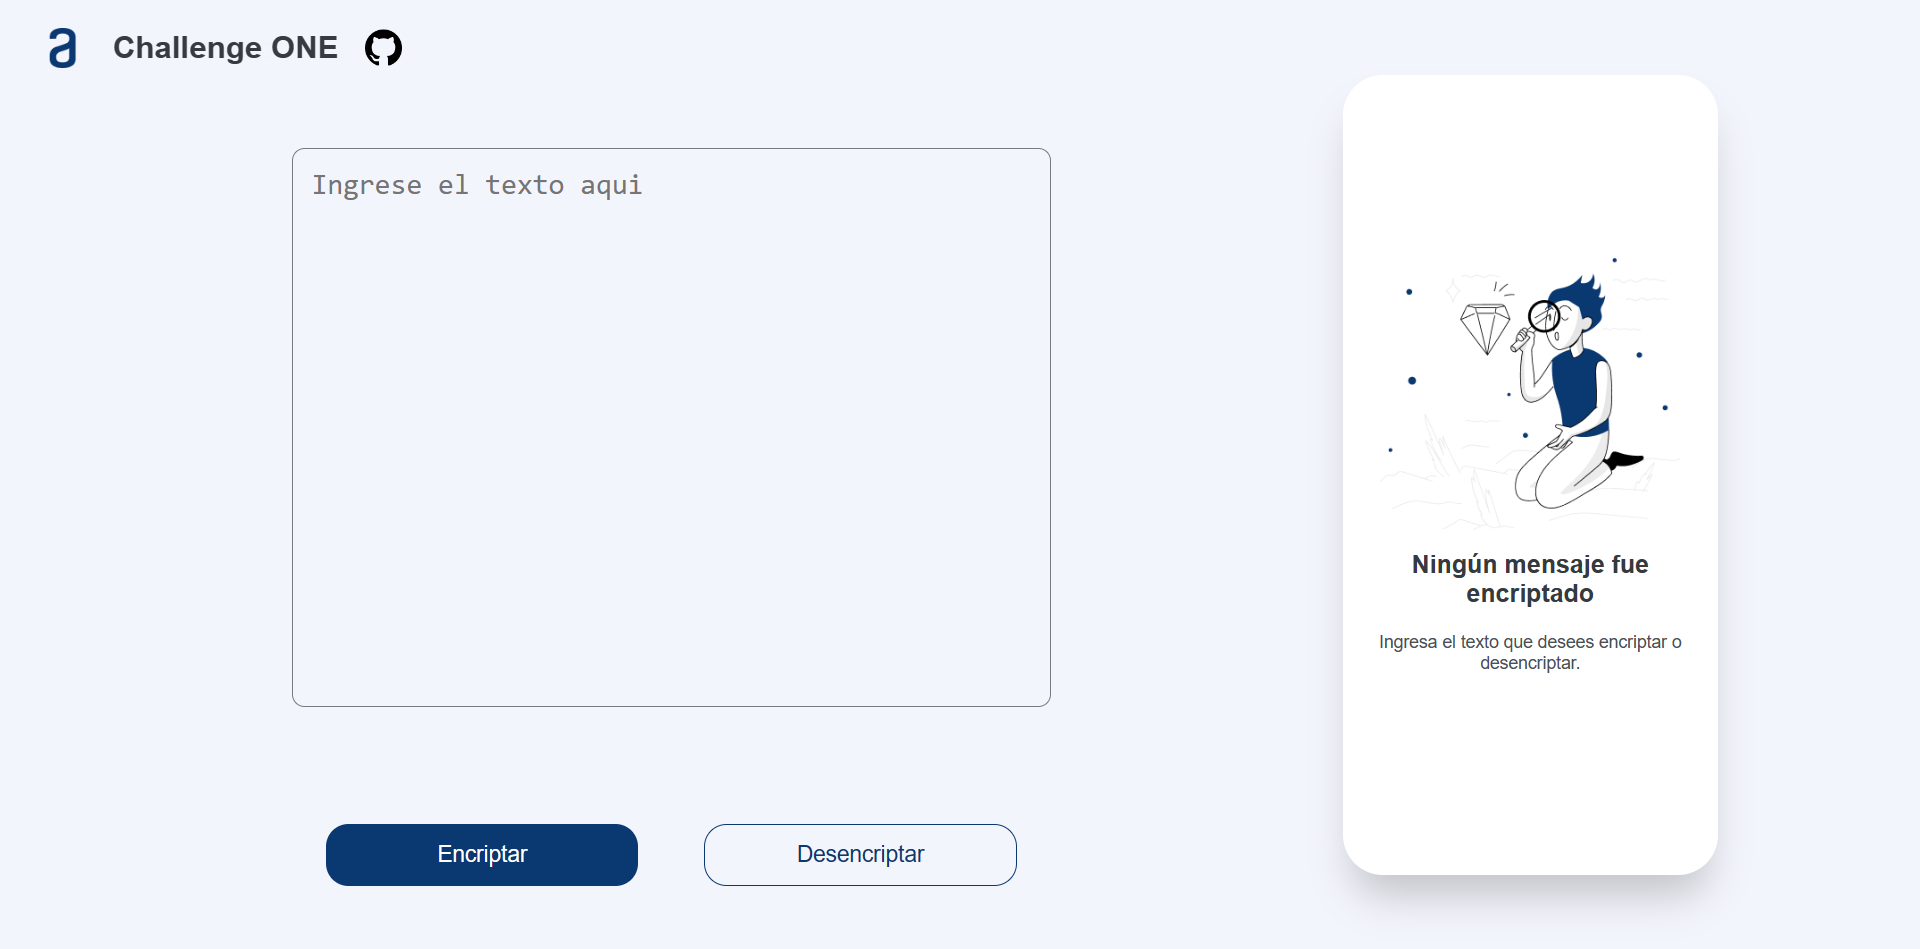 a
Challenge ONE
Ingrese el texto aqui
Encriptar
Desencriptar
Ningún mensaje fue
encriptado
Ingresa el texto que desees encriptar o
desencriptar.